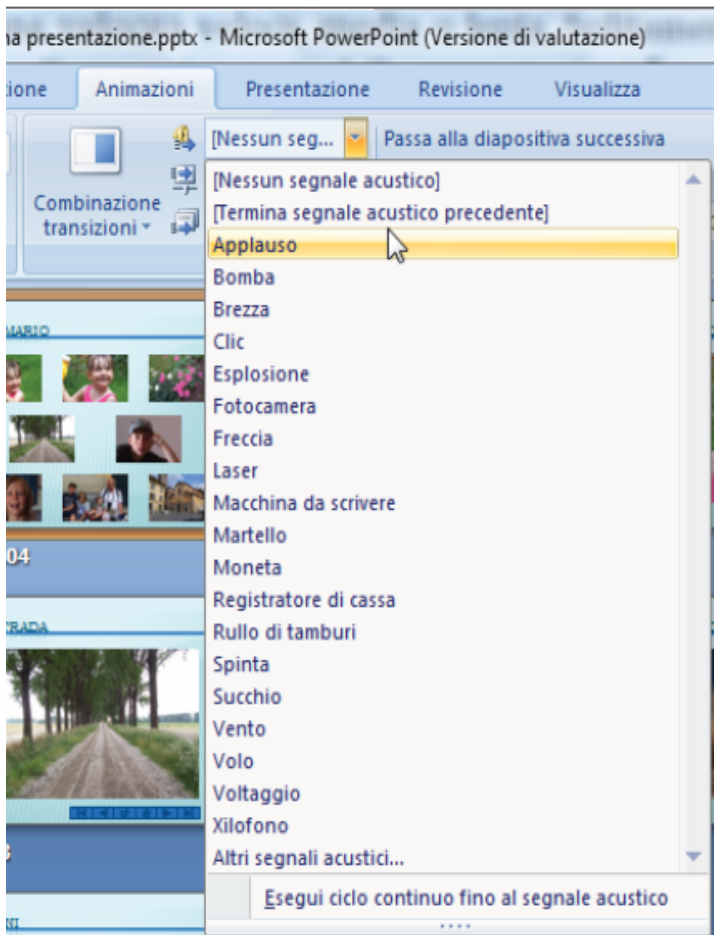 na presentazione.pptx - Microsoft PowerPoint (Versione di valutazione)
ione Animazioni Presentazione Revisione Visualizza
[Nessun seg... Passa alla diapositiva successiva
Combinazione
transizioni
[Nessun segnale acustico]
[Termina segnale acustico precedente]
Applauso
Bomba
Brezza
Clic
Esplosione
Fotocamera
Freccia
Laser
Macchina da scrivere
Martello
Moneta
Registratore di cassa
Rullo di tamburi
Spinta
Succhio
Vento
Volo
Voltaggio
Xilofono
Altri segnali acustici...
Esegui ciclo continuo fino al segnale acustico
MARIO
04
RADA
NI